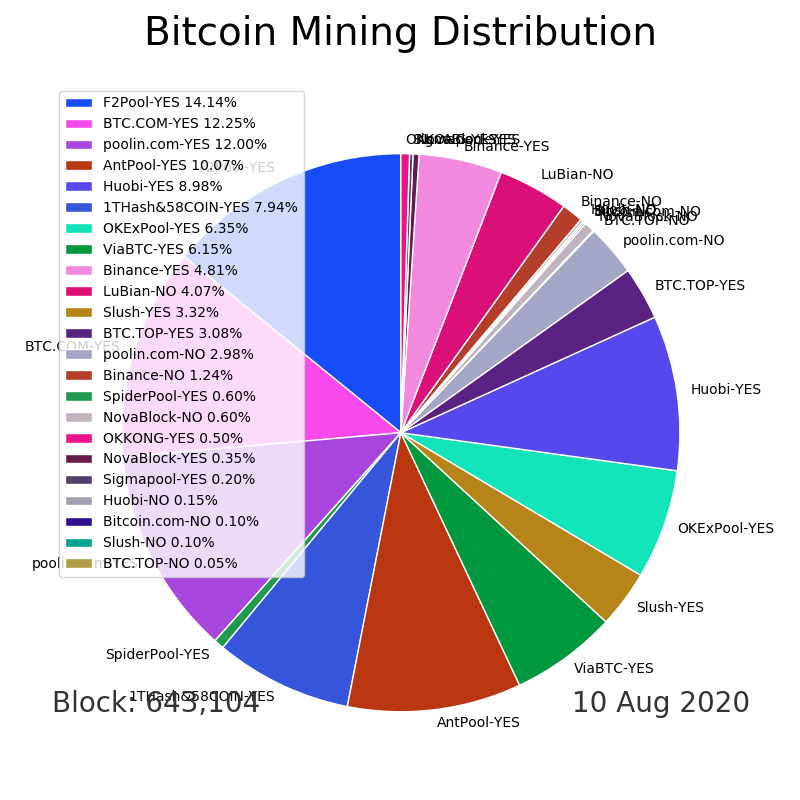 Bitcoin Mining Distribution
F2Pool-YES 14.14%
BTC.COM-YES 12.25%
poolin.com-YES 12.00%
AntPool-YES 10.07%
Huobi-YES 8.98%
1THash&58COIN-YES 7.94%
OKExPool-YES 6.35%
ViaBTC-YES 6.15%
Binance-YES 4.81%
LuBian-NO 4.07%
Slush-YES 3.32%
BTC.TOP-YES 3.08%
poolin.com-NO 2.98%
Binance-NO 1.24%
SpiderPool-YES 0.60%
NovaBlock-NO 0.60%
OKKONG-YES 0.50%
NovaBlock-YES 0.35%
Sigmapool-YES 0.20%
Huobi-NO 0.15%
Bitcoin.com-NO 0.10%
Slush-NO 0.10%
BTC.TOP-NO 0.05%
Binance-YES
LuBian-NO
Binance-NO
BTC.TOP-NO
poolin.com-NO
BTC.TOP-YES
Huobi-YES
OKExPool-YES
Slush-YES
ViaBTC-YES
AntPool-YES
1THash&58COIN-YES
SpiderPool-YES
BTC.COM-YES
Block: 643,104
10 Aug 2020